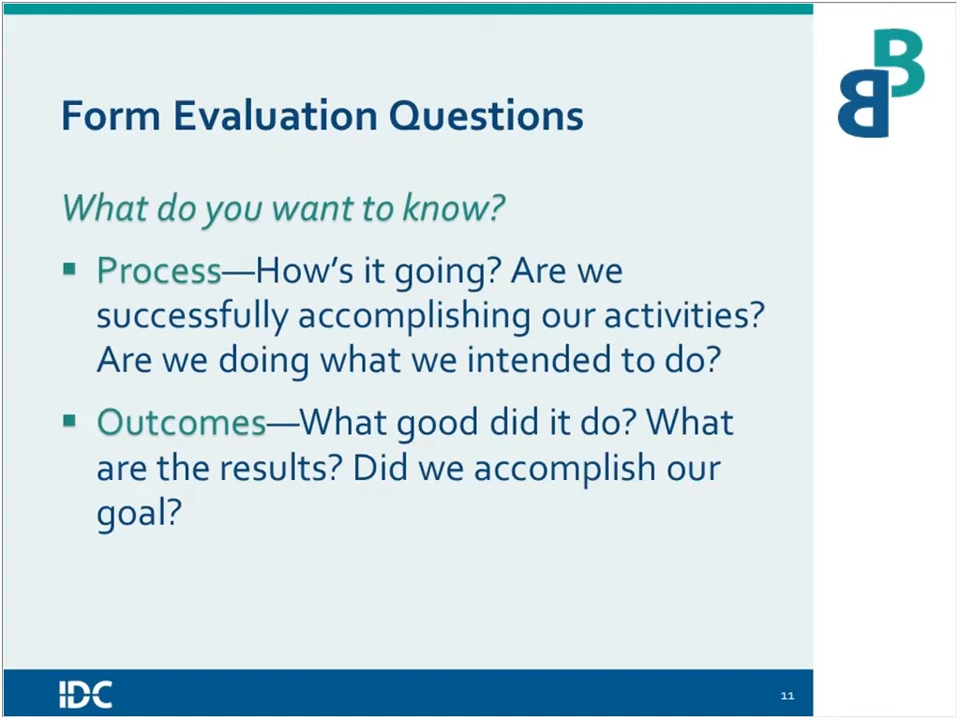 B
B
Form Evaluation Questions
What do you want to know?
▪ Process—How's it going? Are we
successfully accomplishing our activities?
Are we doing what we intended to do?
▪ Outcomes—What good did it do? What
are the results? Did we accomplish our
goal?
IDC
11